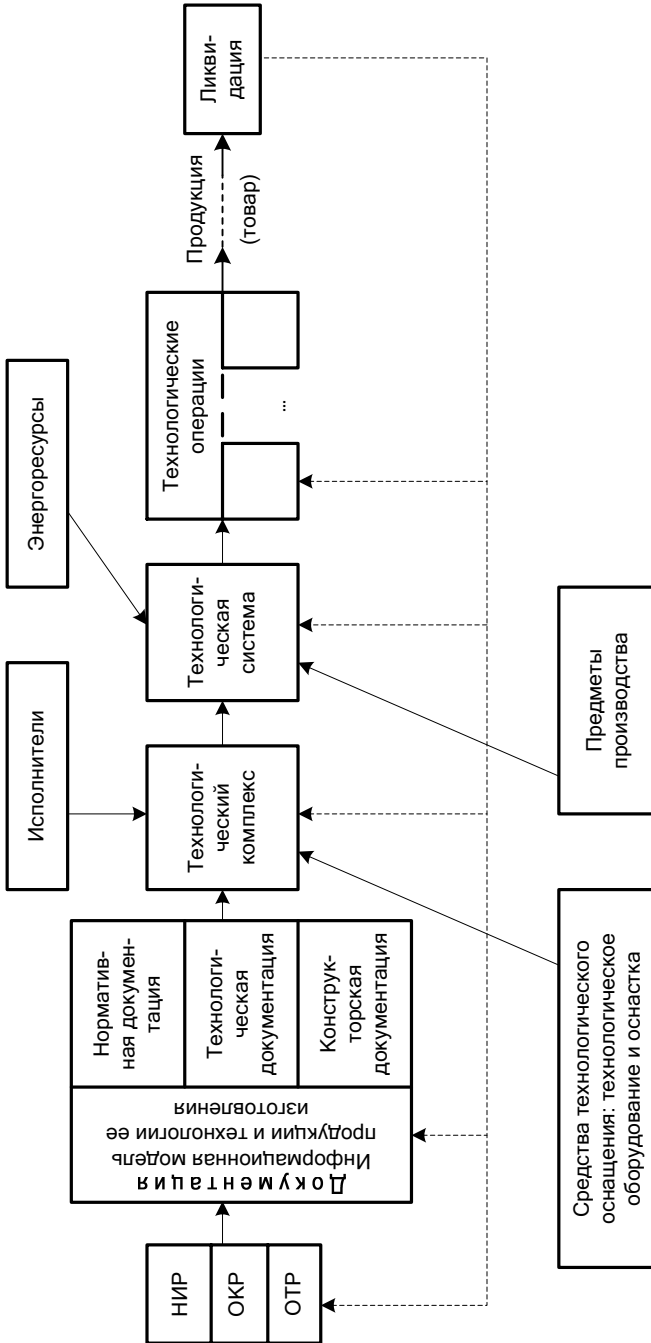 Исполнители
Энергоресурсы
НИР
ОКР
ОТР
Документация
Информационная модель
продукции и технологии ее
изготовления
Норматив-
ная докумен-
тация
Технологи-
ческая
документация
Конструк-
торская
документация
Технологи-
ческий
комплекс
Технологи-
ческая
система
Технологические
операции
...
Продукция
(товар)
Ликви-
дация
Средства технологического
оснащения: технологическое
оборудование и оснастка
Предметы
производства